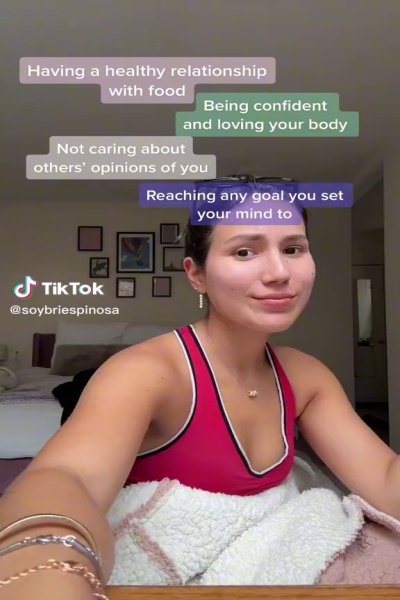 Having a healthy relationship
with food
Being confident
and loving your body
Not caring about
others' opinions of you
Reaching any goal you set
your mind to
TikTok
@soybriespinosa